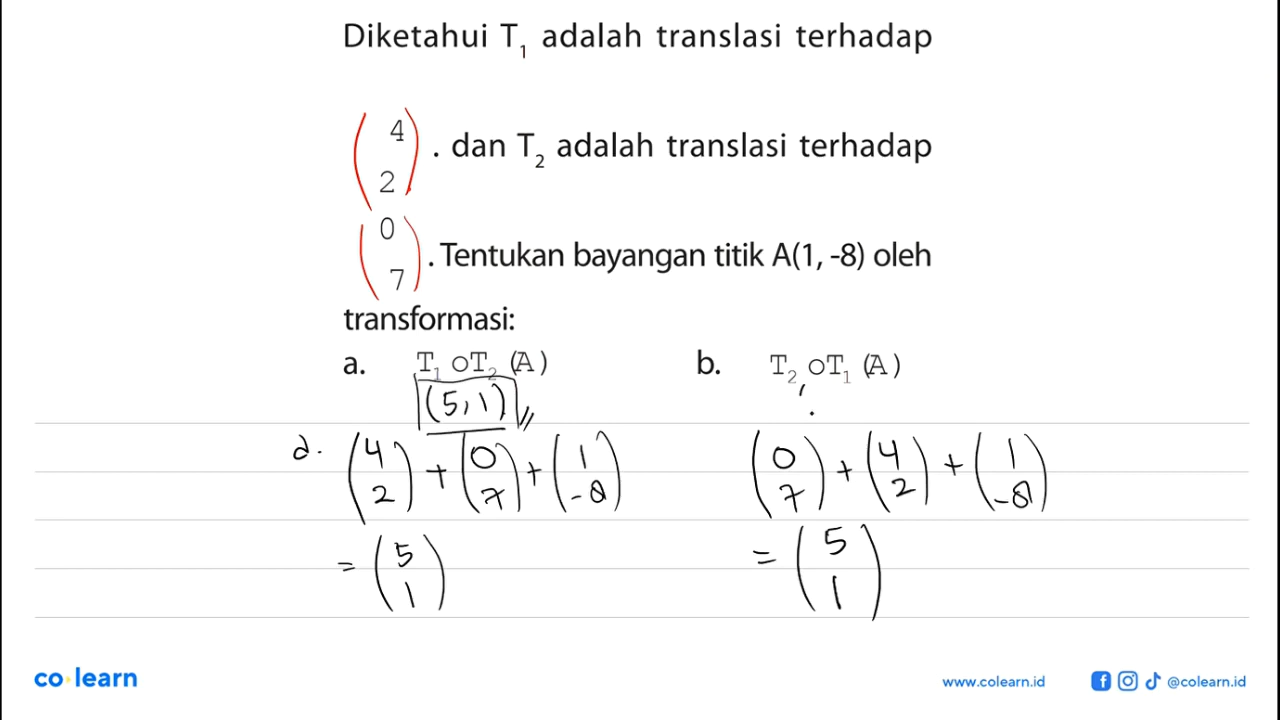 Diketahui T₁ adalah translasi terhadap
(4 2) . dan T₂ adalah translasi terhadap
(0 7) . Tentukan bayangan titik A(1, -8) oleh
transformasi:
a. T₁ oT₂ (A) b. T₂ oT₁ (A)
(5,1)
a. (4 2) + (0 7) + (1 -8) (0 7) + (4 2) + (1 -8)
= (5 1) = (5 1)
co learn www.colearn.id @colearn.id